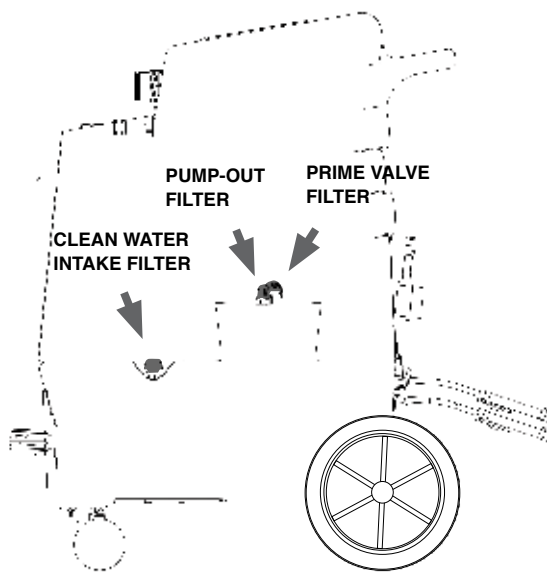 PUMP-OUT
FILTER
PRIME VALVE
FILTER
CLEAN WATER
INTAKE FILTER